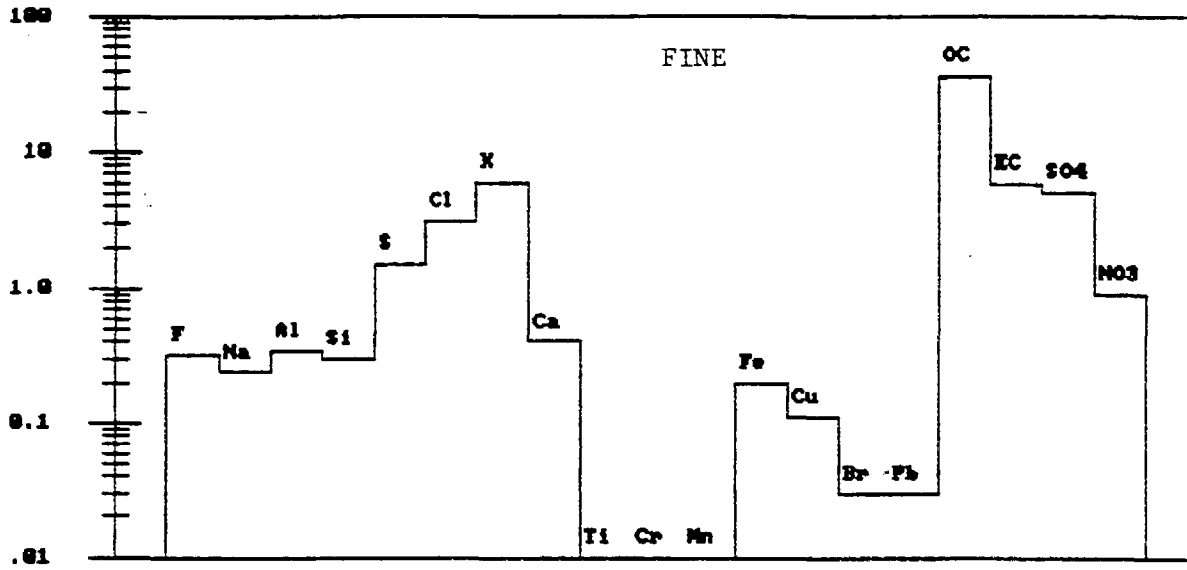 100
FINE
OC
10
K
EC SO4
Cl
S
1.0
NO3
F Na Al Si
Ca
Fe
Cu
0.1
Br Pb
Ti Cr Mn
.01